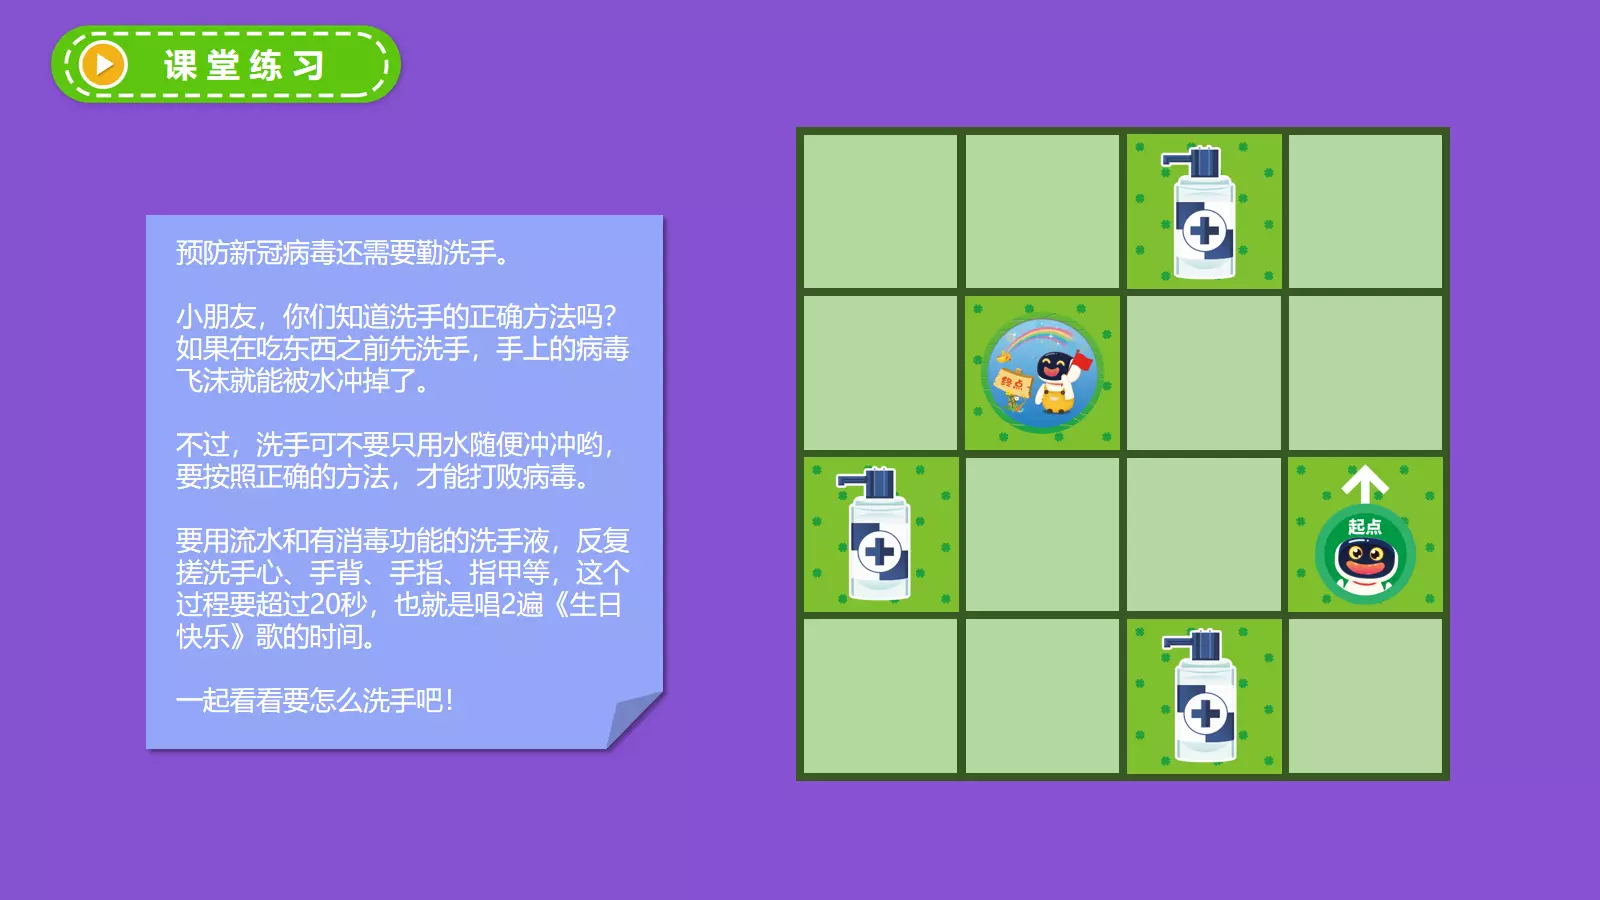 课堂练习
预防新冠病毒还需要勤洗手。
小朋友，你们知道洗手的正确方法吗？
如果在吃东西之前先洗手，手上的病毒
飞沫就能被水冲掉了。
不过，洗手可不要只用水随便冲冲哟，
要按照正确的方法，才能打败病毒。
要用流水和有消毒功能的洗手液，反复
搓洗手心、手背、手指、指甲等，这个
过程要超过20秒，也就是唱2遍《生日
快乐》歌的时间。
一起看看要怎么洗手吧！
终点
起点